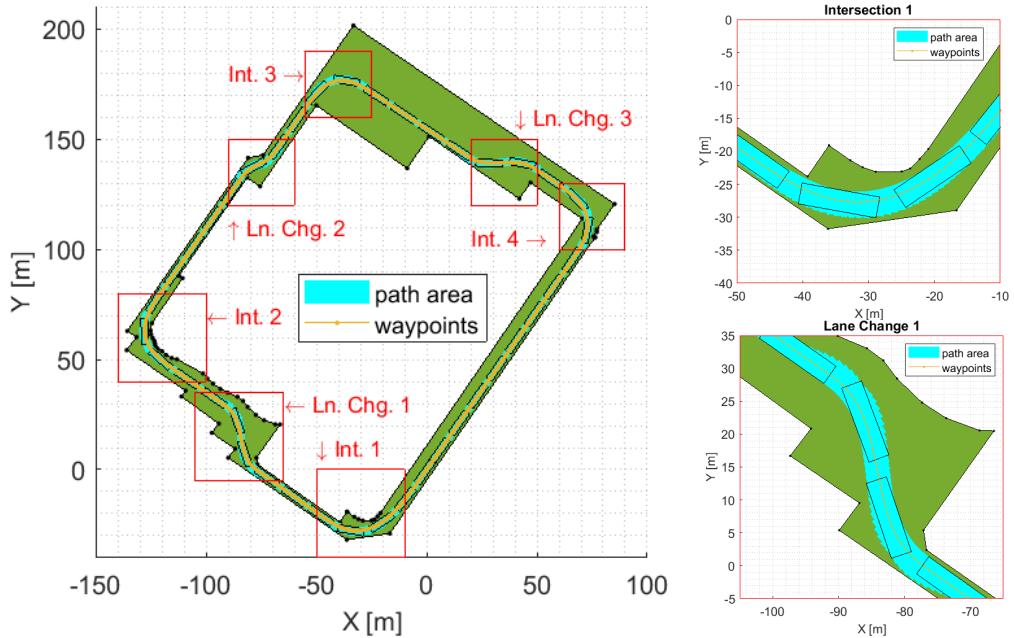 200
150
100
50
0
Y [m]
-150
-100
-50
0
50
100
X [m]
Int. 3 →
↓ Ln. Chg. 3
↑ Ln. Chg. 2
Int. 4 →
path area
waypoints
← Int. 2
← Ln. Chg. 1
↓ Int. 1
Intersection 1
path area
waypoints
0
-5
-10
-15
-20
-25
-30
-35
-40
Y [m]
-50
-40
-30
-20
-10
X [m]
Lane Change 1
path area
waypoints
35
30
25
20
15
10
5
0
-5
Y [m]
-100
-90
-80
-70
X [m]